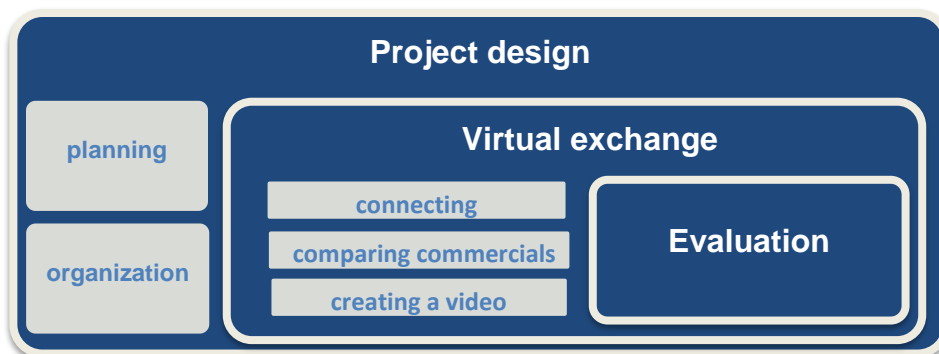 Project design
planning
organization
Virtual exchange
connecting
comparing commercials
creating a video
Evaluation